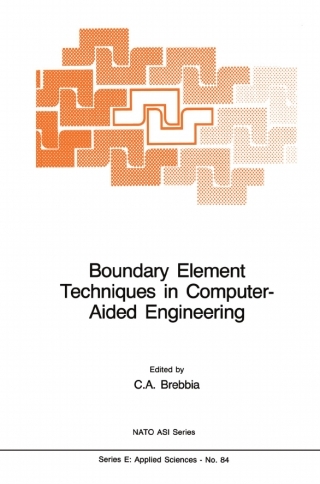 Boundary Element
Techniques in Computer-
Aided Engineering
Edited by
C.A. Brebbia
NATO ASI Series
Series E: Applied Sciences - No. 84